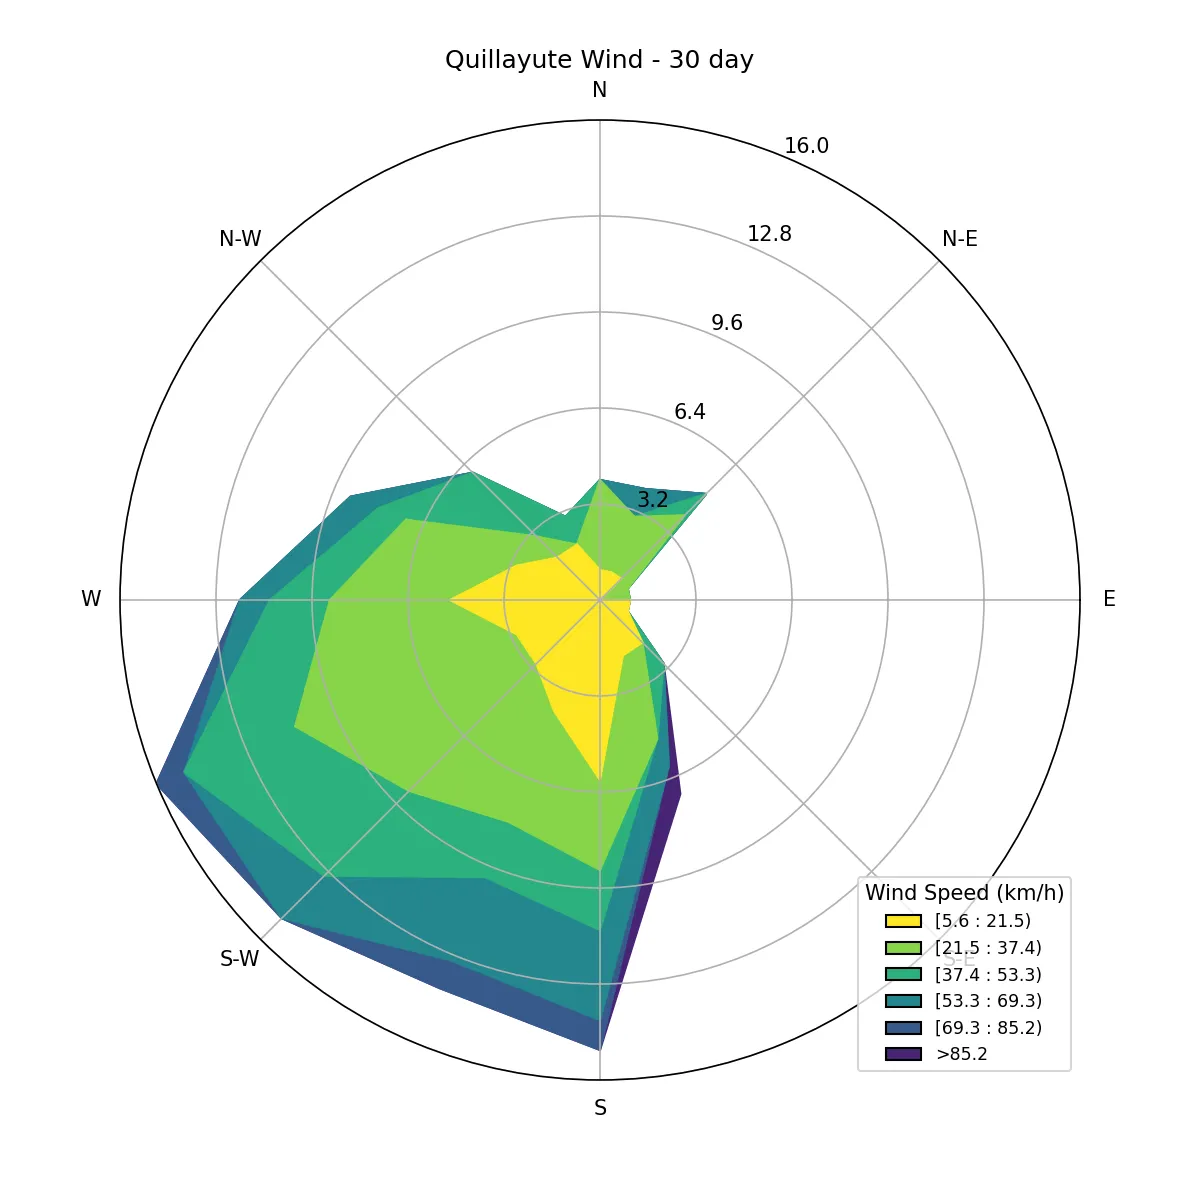 Quillayute Wind - 30 day
N
16.0
N-W
N-E
12.8
9.6
6.4
3.2
W
E
S-W
S-E
S
Wind Speed (km/h)
[5.6 : 21.5)
[21.5 : 37.4)
[37.4 : 53.3)
[53.3 : 69.3)
[69.3 : 85.2)
>85.2